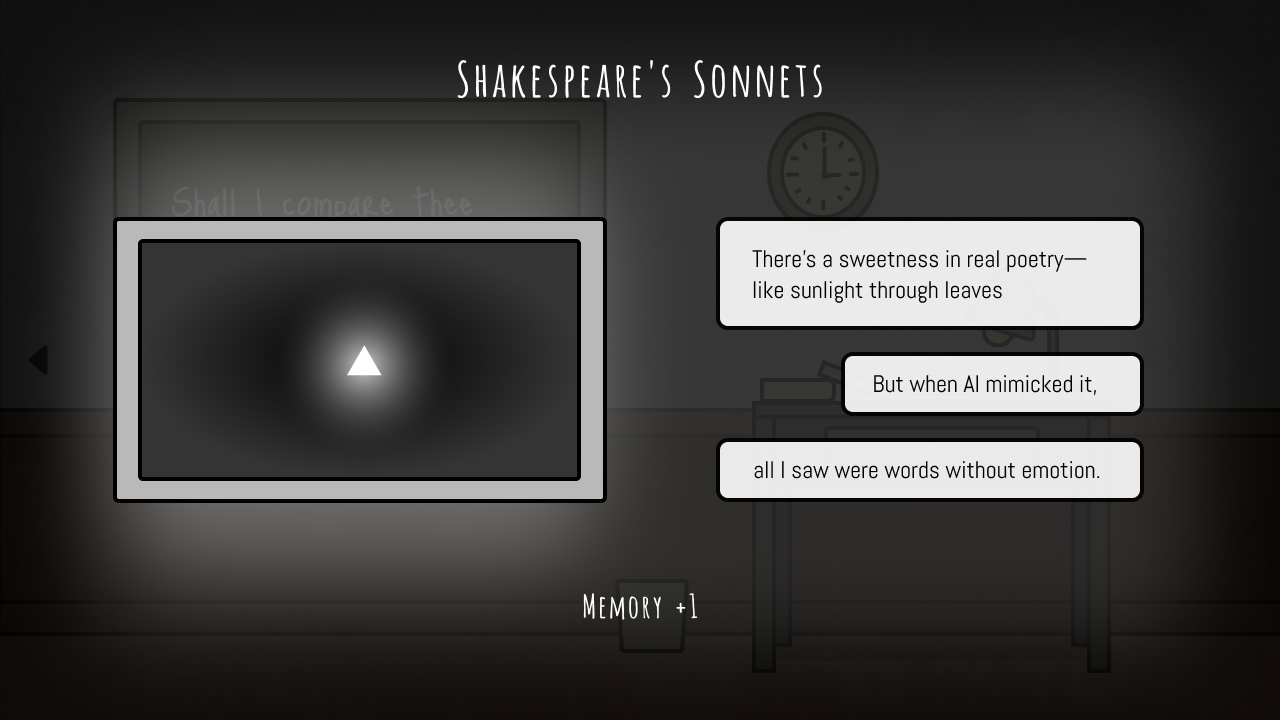 Shakespeare's Sonnets
Shall I compare thee
There's a sweetness in real poetry—
like sunlight through leaves
But when AI mimicked it,
all I saw were words without emotion.
Memory +1